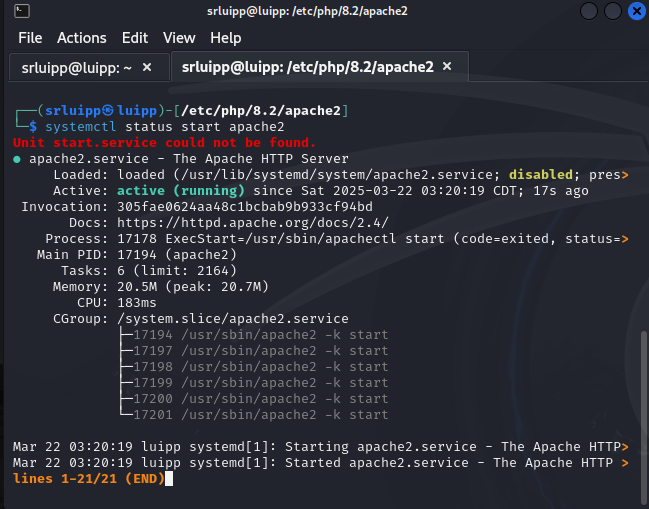 srluipp@luipp: /etc/php/8.2/apache2
File Actions Edit View Help
srluipp@luipp: ~ ×
srluipp@luipp: /etc/php/8.2/apache2 ×
┌──(srluipp㉿luipp)-[/etc/php/8.2/apache2]
└─$ systemctl status start apache2
Unit start.service could not be found.
● apache2.service - The Apache HTTP Server
Loaded: loaded (/usr/lib/systemd/system/apache2.service; disabled; pres>
Active: active (running) since Sat 2025-03-22 03:20:19 CDT; 17s ago
Invocation: 305fae0624aa48c1bcbab9b933cf94bd
Docs: https://httpd.apache.org/docs/2.4/
Process: 17178 ExecStart=/usr/sbin/apachectl start (code=exited, status=>
Main PID: 17194 (apache2)
Tasks: 6 (limit: 2164)
Memory: 20.5M (peak: 20.7M)
CPU: 183ms
CGroup: /system.slice/apache2.service
├─17194 /usr/sbin/apache2 -k start
├─17197 /usr/sbin/apache2 -k start
├─17198 /usr/sbin/apache2 -k start
├─17199 /usr/sbin/apache2 -k start
├─17200 /usr/sbin/apache2 -k start
└─17201 /usr/sbin/apache2 -k start
Mar 22 03:20:19 luipp systemd[1]: Starting apache2.service - The Apache HTTP>
Mar 22 03:20:19 luipp systemd[1]: Started apache2.service - The Apache HTTP >
lines 1-21/21 (END)